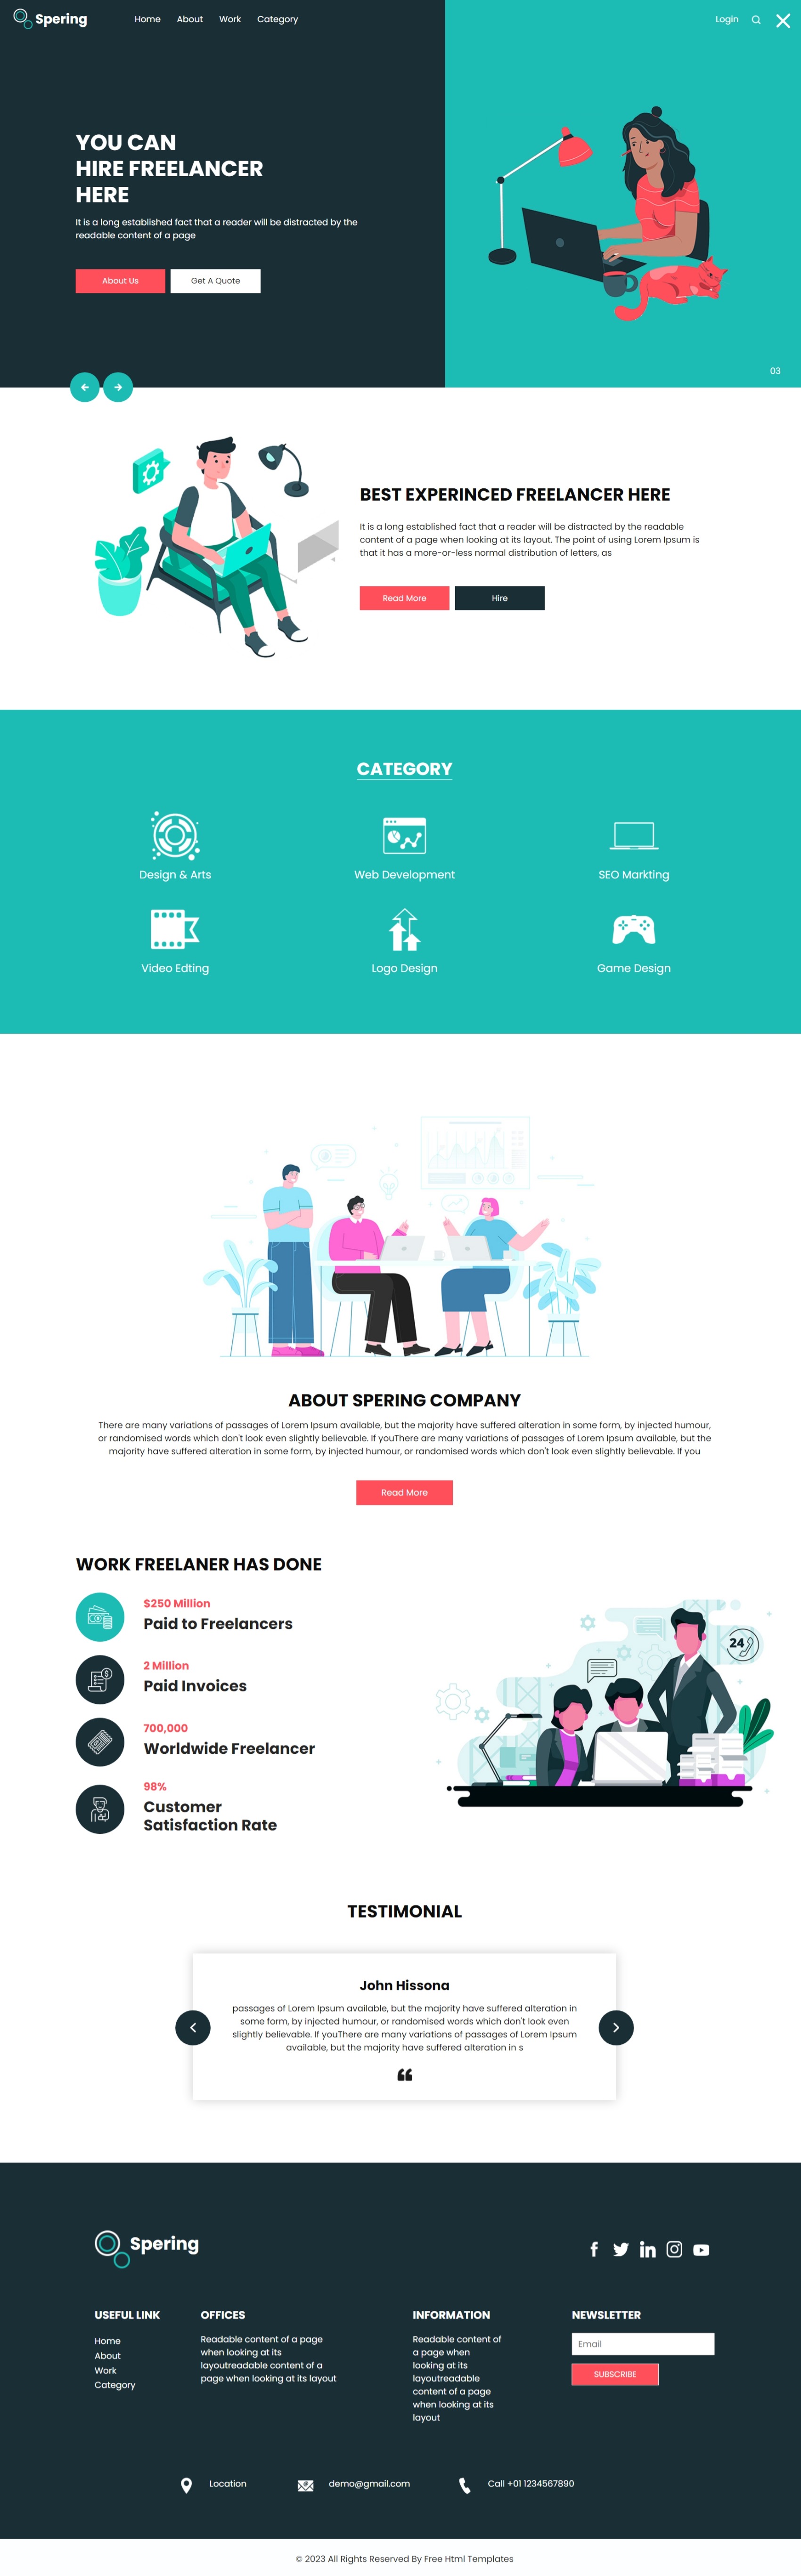 Spering
Home
About
Work
Category
Login
YOU CAN
HIRE FREELANCER
HERE
It is a long established fact that a reader will be distracted by the
readable content of a page
About Us
Get A Quote
03
BEST EXPERINCED FREELANCER HERE
It is a long established fact that a reader will be distracted by the readable
content of a page when looking at its layout. The point of using Lorem Ipsum is
that it has a more-or-less normal distribution of letters, as
Read More
Hire
CATEGORY
Design & Arts
Web Development
SEO Markting
Video Edting
Logo Design
Game Design
ABOUT SPERING COMPANY
There are many variations of passages of Lorem Ipsum available, but the majority have suffered alteration in some form, by injected humour,
or randomised words which don't look even slightly believable. If youThere are many variations of passages of Lorem Ipsum available, but the
majority have suffered alteration in some form, by injected humour, or randomised words which don't look even slightly believable. If you
Read More
WORK FREELANER HAS DONE
$250 Million
Paid to Freelancers
2 Million
Paid Invoices
700,000
Worldwide Freelancer
98%
Customer
Satisfaction Rate
24
TESTIMONIAL
John Hissona
passages of Lorem Ipsum available, but the majority have suffered alteration in
some form, by injected humour, or randomised words which don't look even
slightly believable. If youThere are many variations of passages of Lorem Ipsum
available, but the majority have suffered alteration in s
Spering
USEFUL LINK
Home
About
Work
Category
OFFICES
Readable content of a page
when looking at its
layoutreadable content of a
page when looking at its layout
INFORMATION
Readable content of
a page when
looking at its
layoutreadable
content of a page
when looking at its
layout
NEWSLETTER
Email
SUBSCRIBE
Location
demo@gmail.com
Call +01 1234567890
© 2023 All Rights Reserved By Free Html Templates